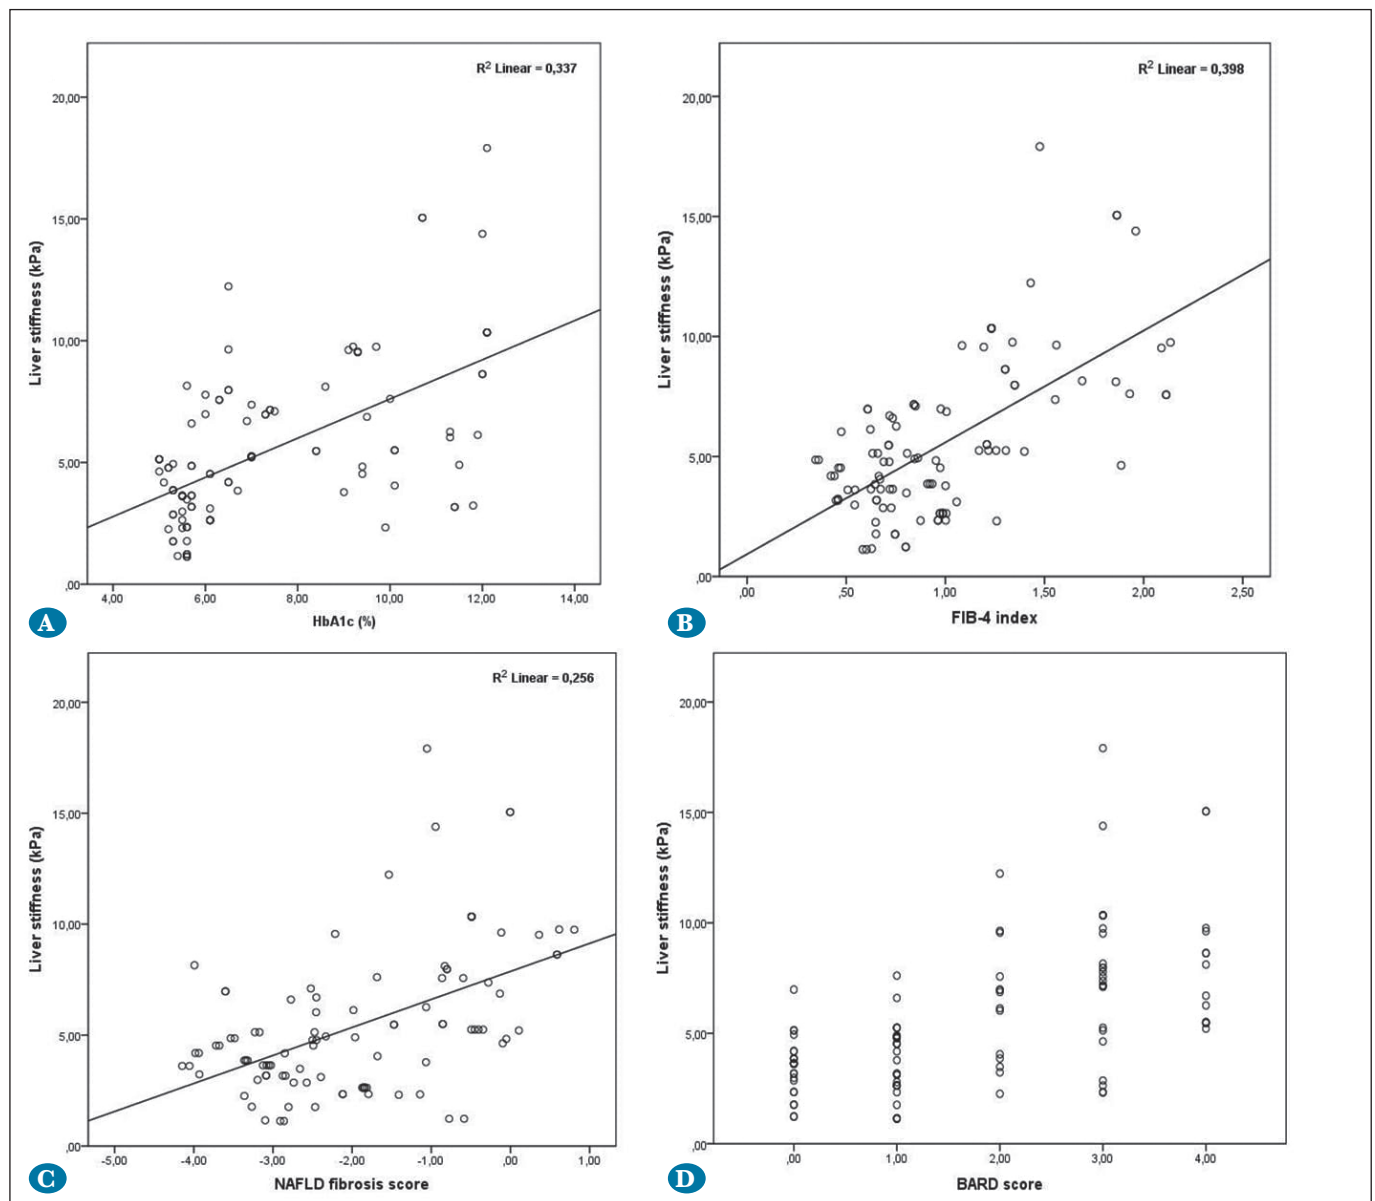 R2 Linear = 0,337
20,00
15,00
10,00
5,00
,00
Liver stiffness (kPa)
4,00 6,00 8,00 10,00 12,00 14,00
HbA1c (%)
A
R2 Linear = 0,398
20,00
15,00
10,00
5,00
,00
Liver stiffness (kPa)
,00 ,50 1,00 1,50 2,00 2,50
FIB-4 index
B
R2 Linear = 0,256
20,00
15,00
10,00
5,00
,00
Liver stiffness (kPa)
-5,00 -4,00 -3,00 -2,00 -1,00 ,00 1,00
NAFLD fibrosis score
C
20,00
15,00
10,00
5,00
,00
Liver stiffness (kPa)
,00 1,00 2,00 3,00 4,00
BARD score
D